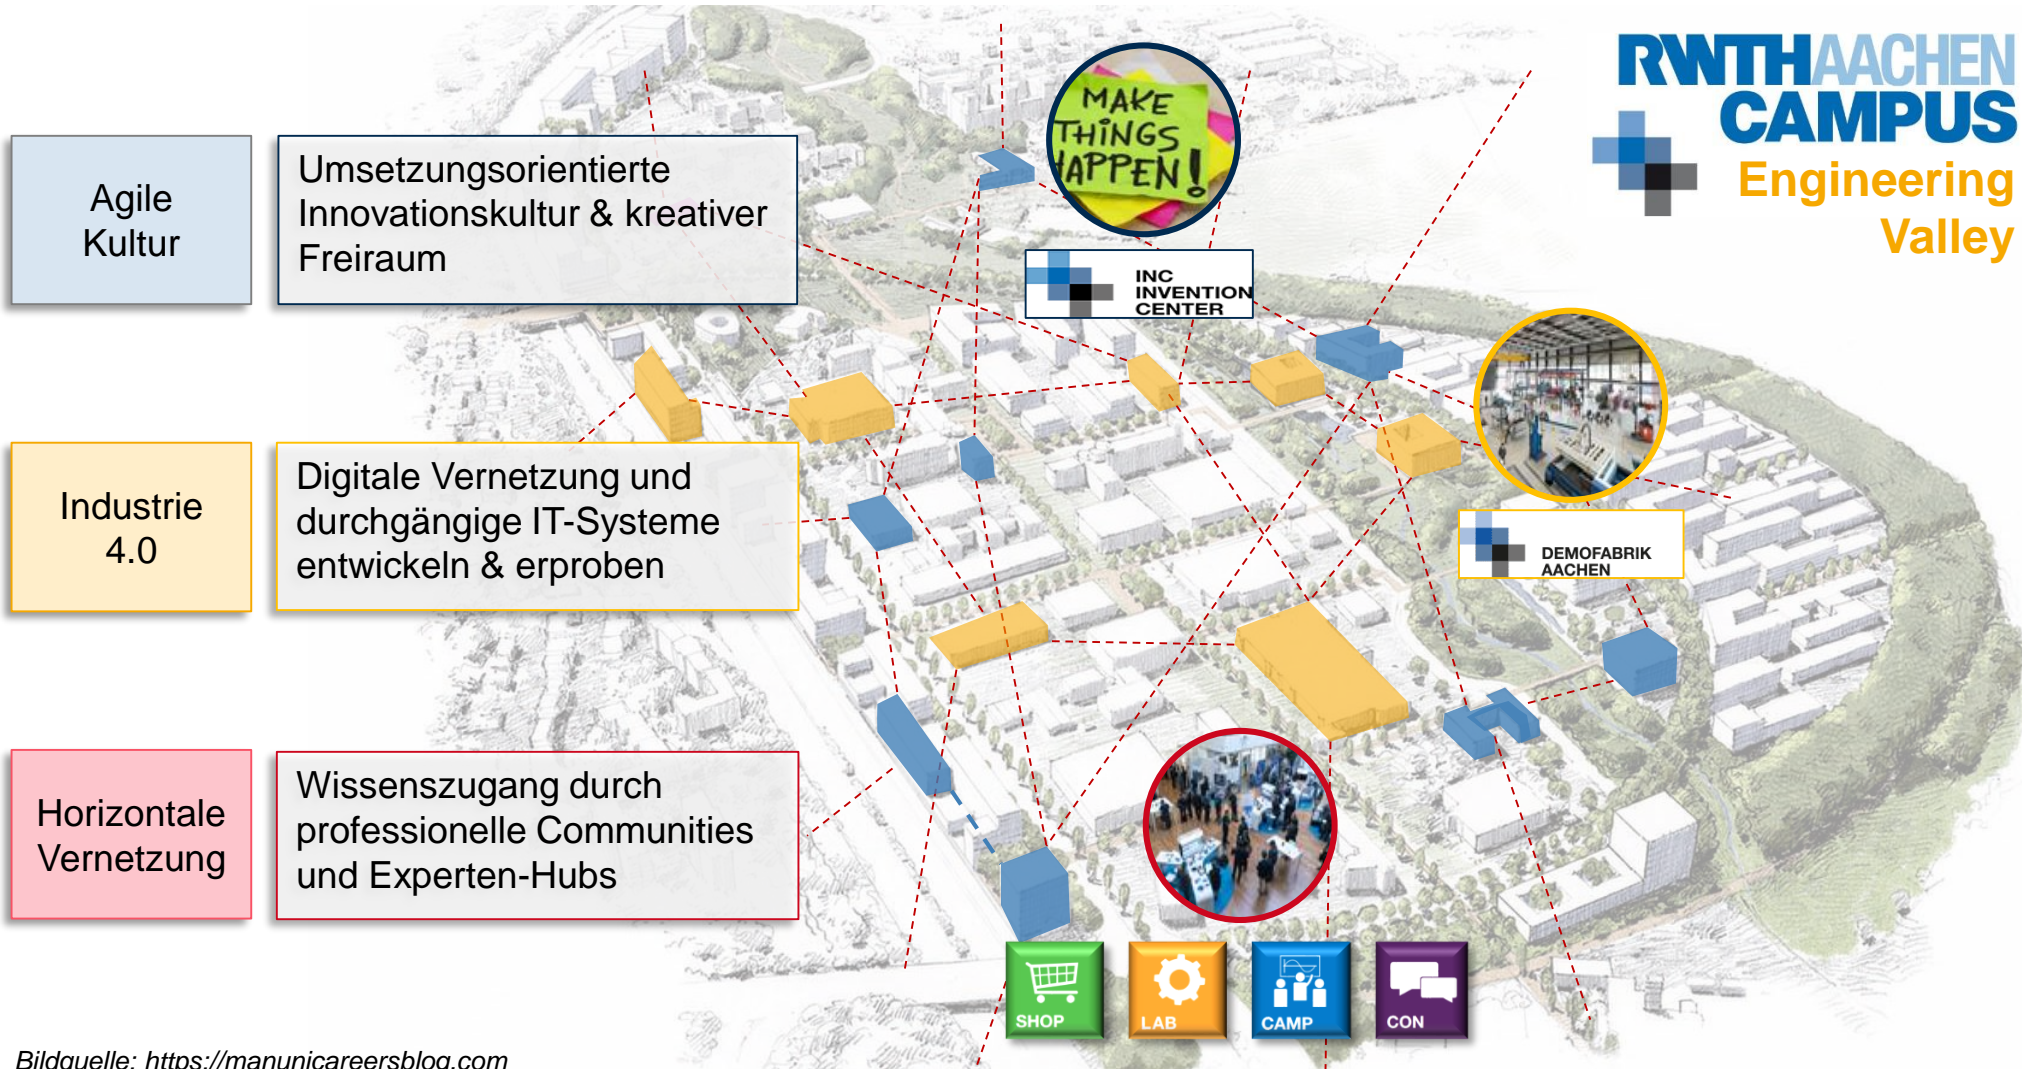 RWTHAACHEN
CAMPUS
Engineering
Valley
MAKE
THINGS
HAPPEN!
INC
INVENTION
CENTER
Agile
Kultur
Umsetzungsorientierte
Innovationskultur & kreativer
Freiraum
Industrie
4.0
Digitale Vernetzung und
durchgängige IT-Systeme
entwickeln & erproben
DEMOFABRIK
AACHEN
Horizontale
Vernetzung
Wissenszugang durch
professionelle Communities
und Experten-Hubs
SHOP
LAB
CAMP
CON
Bildquelle: https://manunicareersblog.com